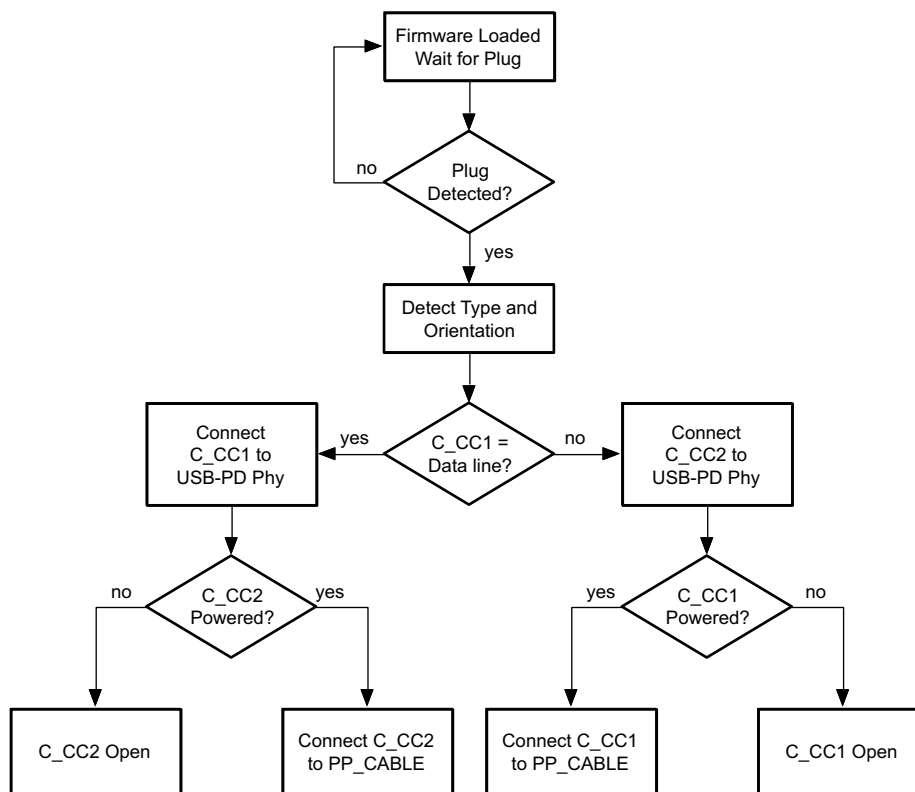 Firmware Loaded
Wait for Plug
no
Plug
Detected?
yes
Detect Type and
Orientation
Connect
C_CC1 to
USB-PD Phy
yes
C_CC1 =
Data line?
no
Connect
C_CC2 to
USB-PD Phy
no
C_CC2
Powered?
yes
yes
C_CC1
Powered?
no
C_CC2 Open
Connect C_CC2
to PP_CABLE
Connect C_CC1
to PP_CABLE
C_CC1 Open